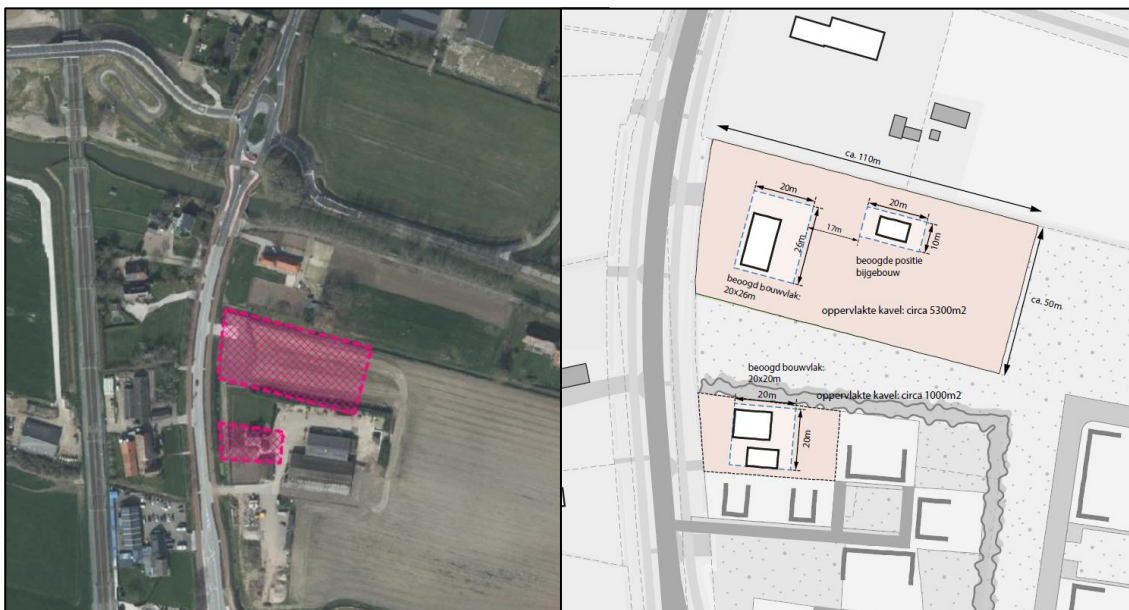 ca. 110m
20m
20m
26m
17m
10m
beoogde positie
bijgebouw
beoogd bouwvlak:
20x26m
oppervlakte kavel: circa 5300m2
ca. 50m
beoogd bouwvlak:
20x20m
oppervlakte kavel: circa 1000m2
20m
20m